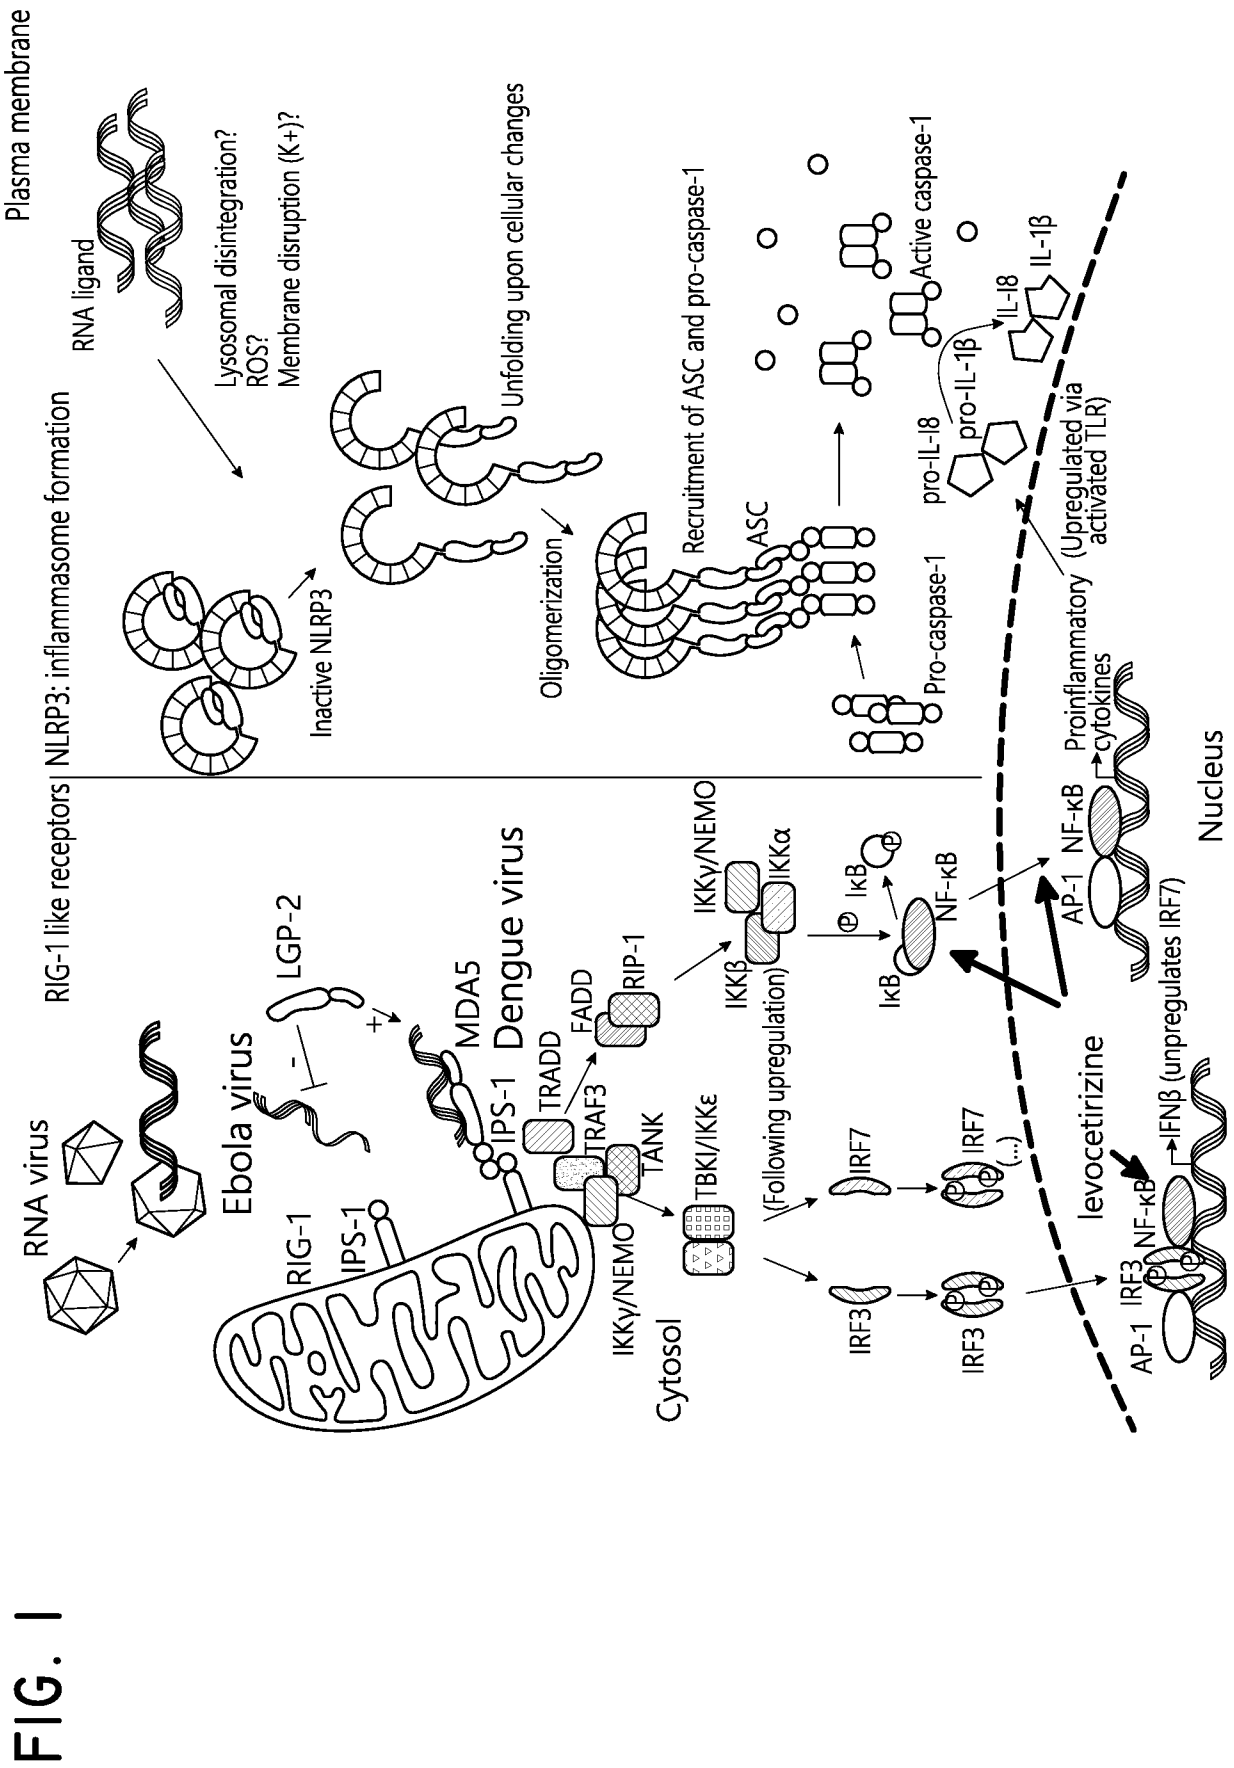 FIG. 1
Plasma membrane
RIG-1 like receptors
NLRP3: inflammasome formation
RNA virus
Ebola virus
LGP-2
-
+
RIG-1
IPS-1
MDA5
Dengue virus
IPS-1
TRADD
FADD
RIP-1
TRAF3
TANK
IKKγ/NEMO
Cytosol
TBKI/IKKε
(Following upregulation)
IKKγ/NEMO
IKKβ
IKKα
P
IκB
P
IκB
NF-κB
IRF3
IRF7
IRF3
P
P
IRF7
P
P
(...)
levocetirizine
AP-1
IRF3
P
P
NF-κB
IFNβ (unpregulates IRF7)
AP-1
NF-κB
Proinflammatory
cytokines
(Upregulated via
activated TLR)
Nucleus
RNA ligand
Lysosomal disintegration?
ROS?
Membrane disruption (K+)?
Inactive NLRP3
Unfolding upon cellular changes
Oligomerization
Recruitment of ASC and pro-caspase-1
ASC
Pro-caspase-1
Active caspase-1
pro-IL-I8
pro-IL-1β
IL-I8
IL-1β